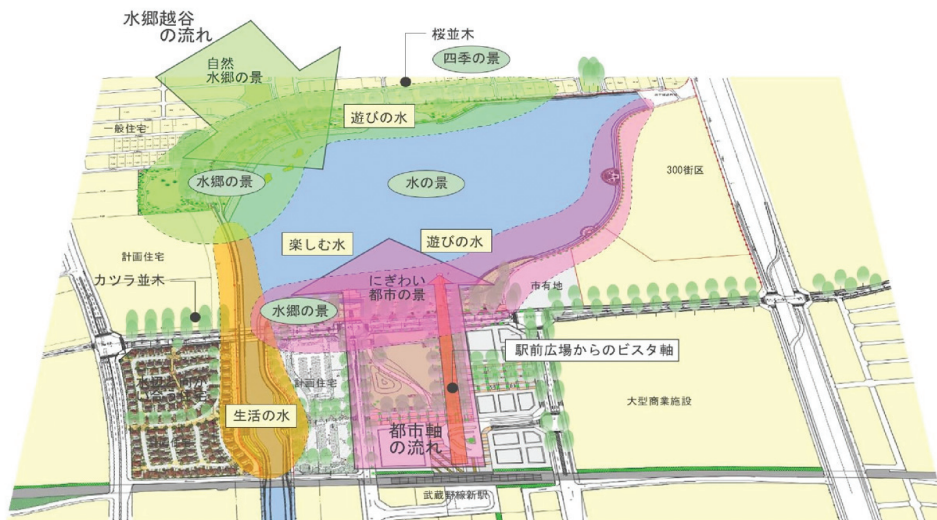 水郷越谷
の流れ
桜並木
四季の景
自然
水郷の景
遊びの水
一般住宅
300街区
水郷の景
水の景
楽しむ水
遊びの水
計画住宅
カツラ並木
にぎわい
都市の景
市有地
水郷の景
駅前広場からのビスタ軸
計画住宅
大型商業施設
生活の水
都市軸
の流れ
武蔵野線新駅